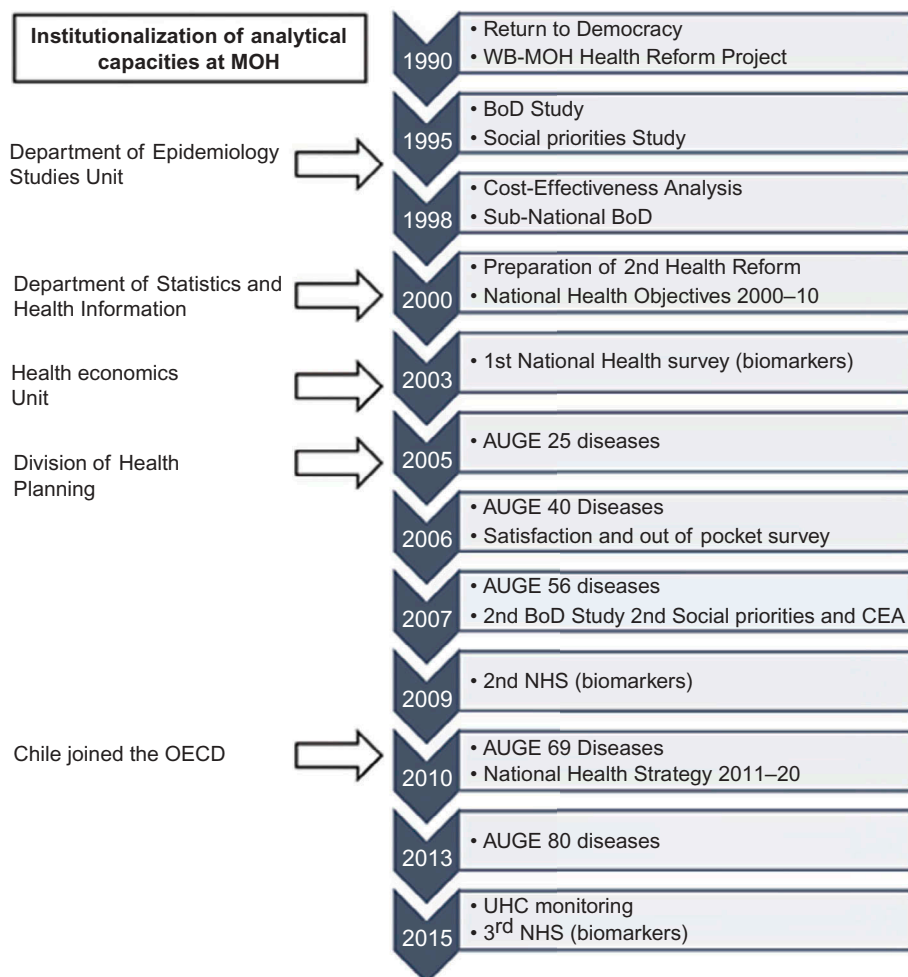 Institutionalization of analytical
capacities at MOH
1990
• Return to Democracy
• WB-MOH Health Reform Project
1995
• BoD Study
• Social priorities Study
Department of Epidemiology
Studies Unit
1998
• Cost-Effectiveness Analysis
• Sub-National BoD
Department of Statistics and
Health Information
2000
• Preparation of 2nd Health Reform
• National Health Objectives 2000–10
Health economics
Unit
2003
• 1st National Health survey (biomarkers)
Division of Health
Planning
2005
• AUGE 25 diseases
2006
• AUGE 40 Diseases
• Satisfaction and out of pocket survey
2007
• AUGE 56 diseases
• 2nd BoD Study 2nd Social priorities and CEA
2009
• 2nd NHS (biomarkers)
Chile joined the OECD
2010
• AUGE 69 Diseases
• National Health Strategy 2011–20
2013
• AUGE 80 diseases
2015
• UHC monitoring
• 3rd NHS (biomarkers)